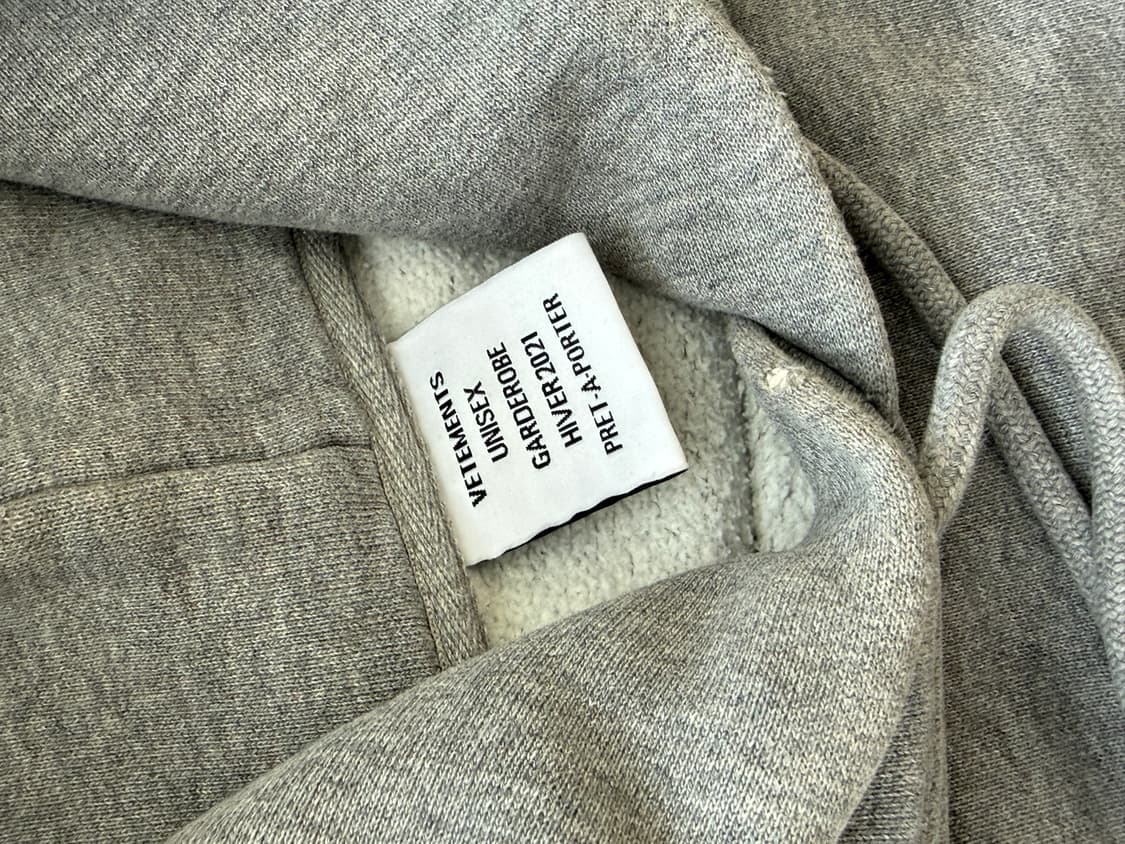 VETEMENTS
UNISEX
GARDEROBE
HIVER 2021
PRET-A-PORTER